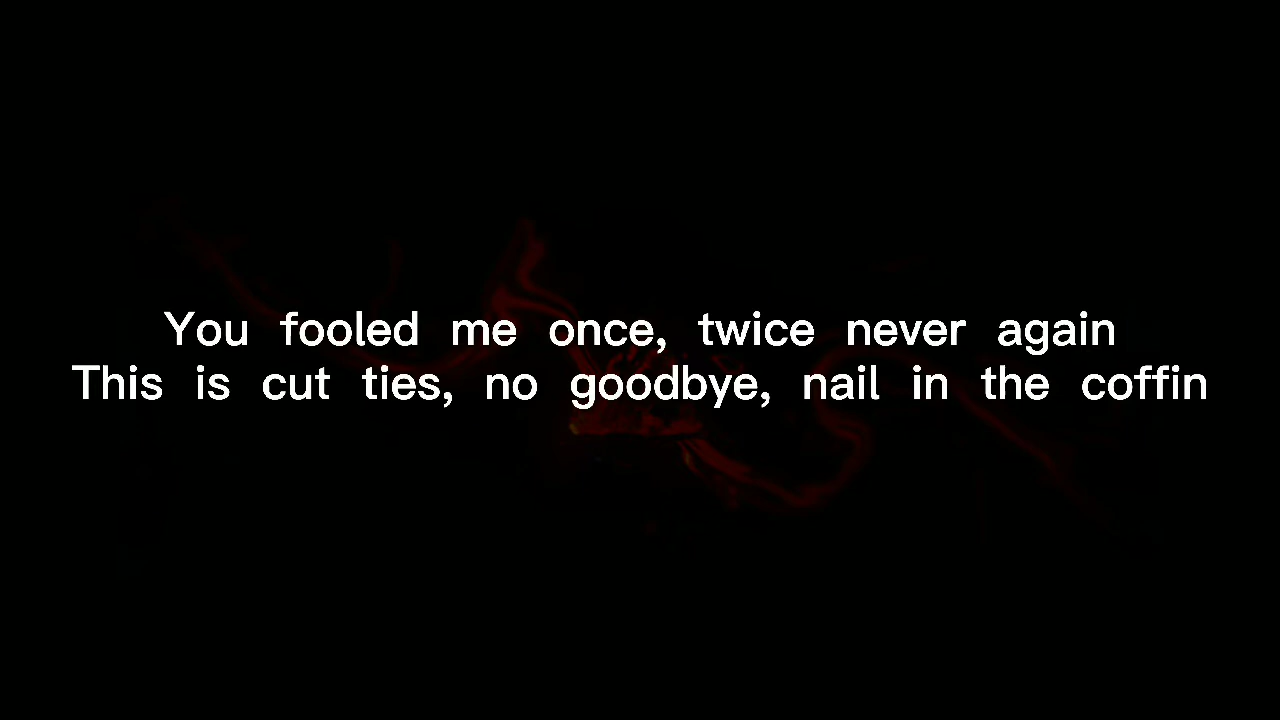 You fooled me once, twice never again
This is cut ties, no goodbye, nail in the coffin